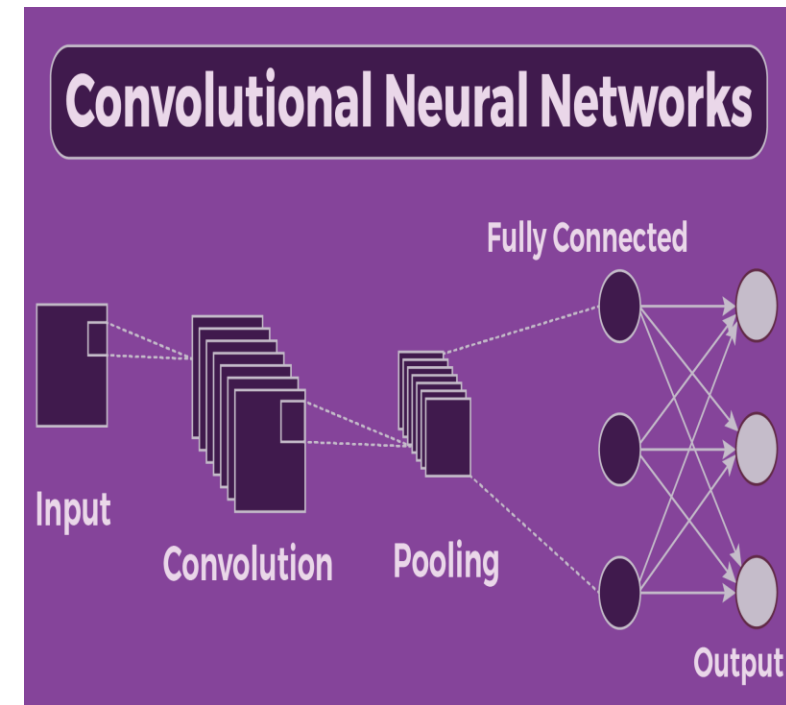 Convolutional Neural Networks
Fully Connected
Input
Convolution
Pooling
Output